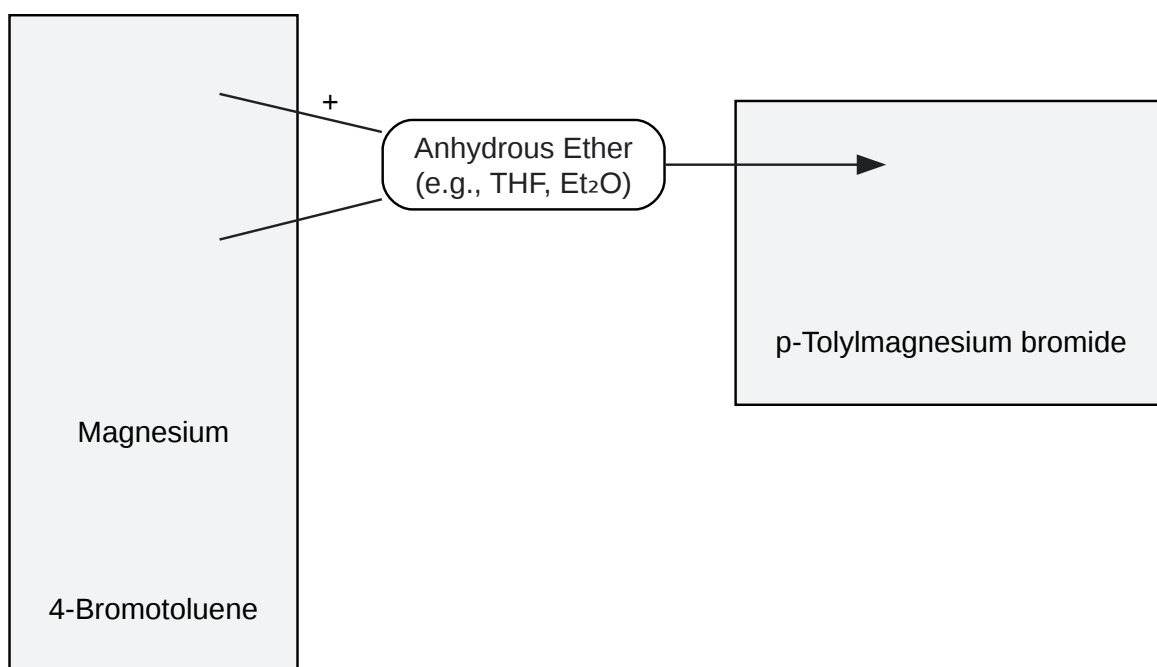 +
Anhydrous Ether
(e.g., THF, Et₂O)
p-Tolylmagnesium bromide
Magnesium
4-Bromotoluene